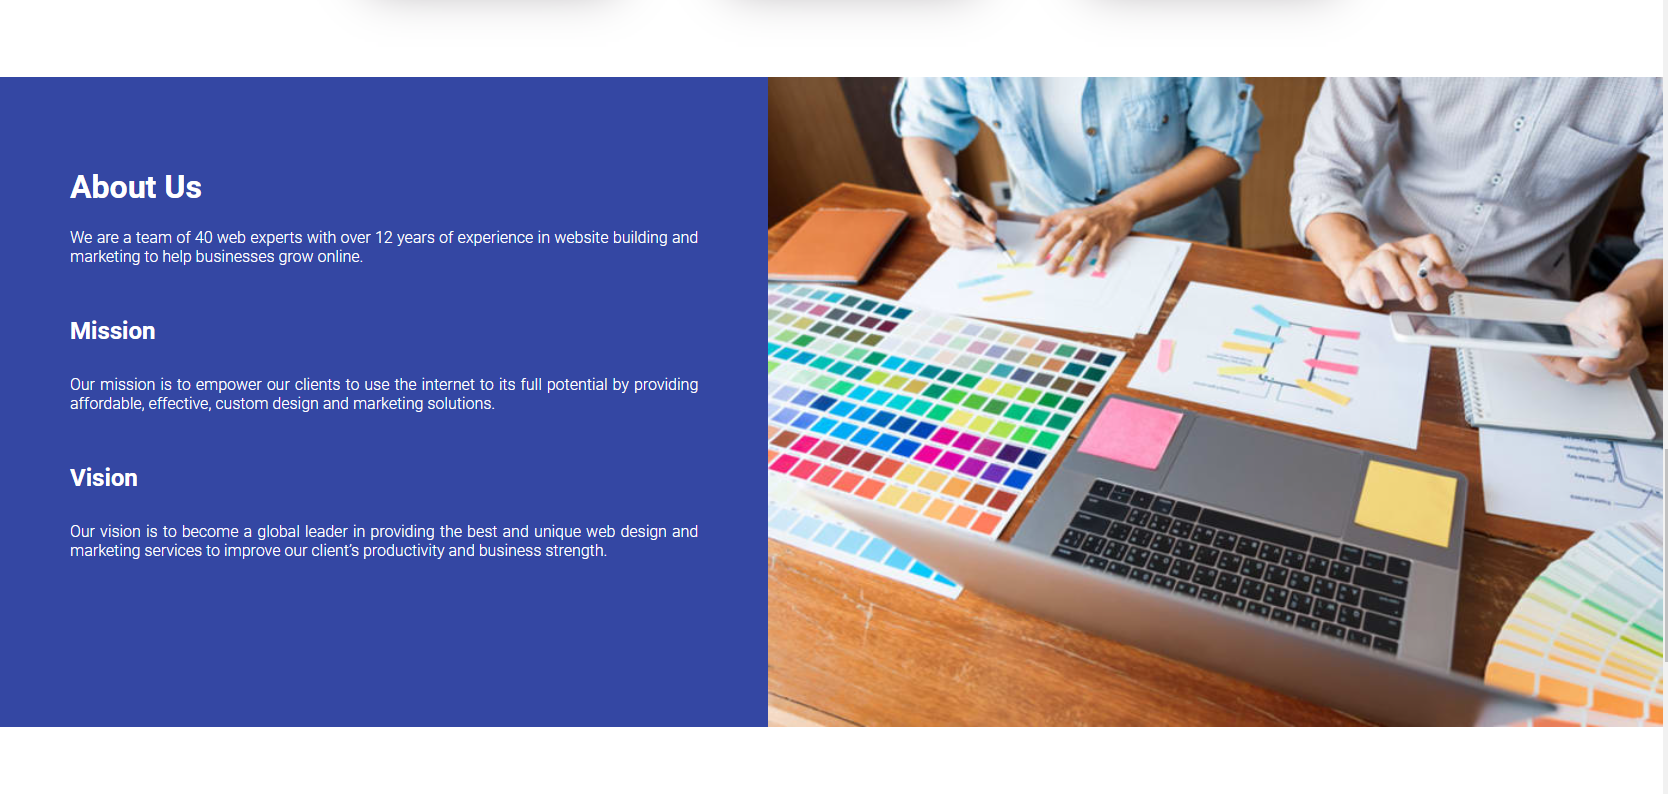 About Us
We are a team of 40 web experts with over 12 years of experience in website building and
marketing to help businesses grow online.
Mission
Our mission is to empower our clients to use the internet to its full potential by providing
affordable, effective, custom design and marketing solutions.
Vision
Our vision is to become a global leader in providing the best and unique web design and
marketing services to improve our client's productivity and business strength.